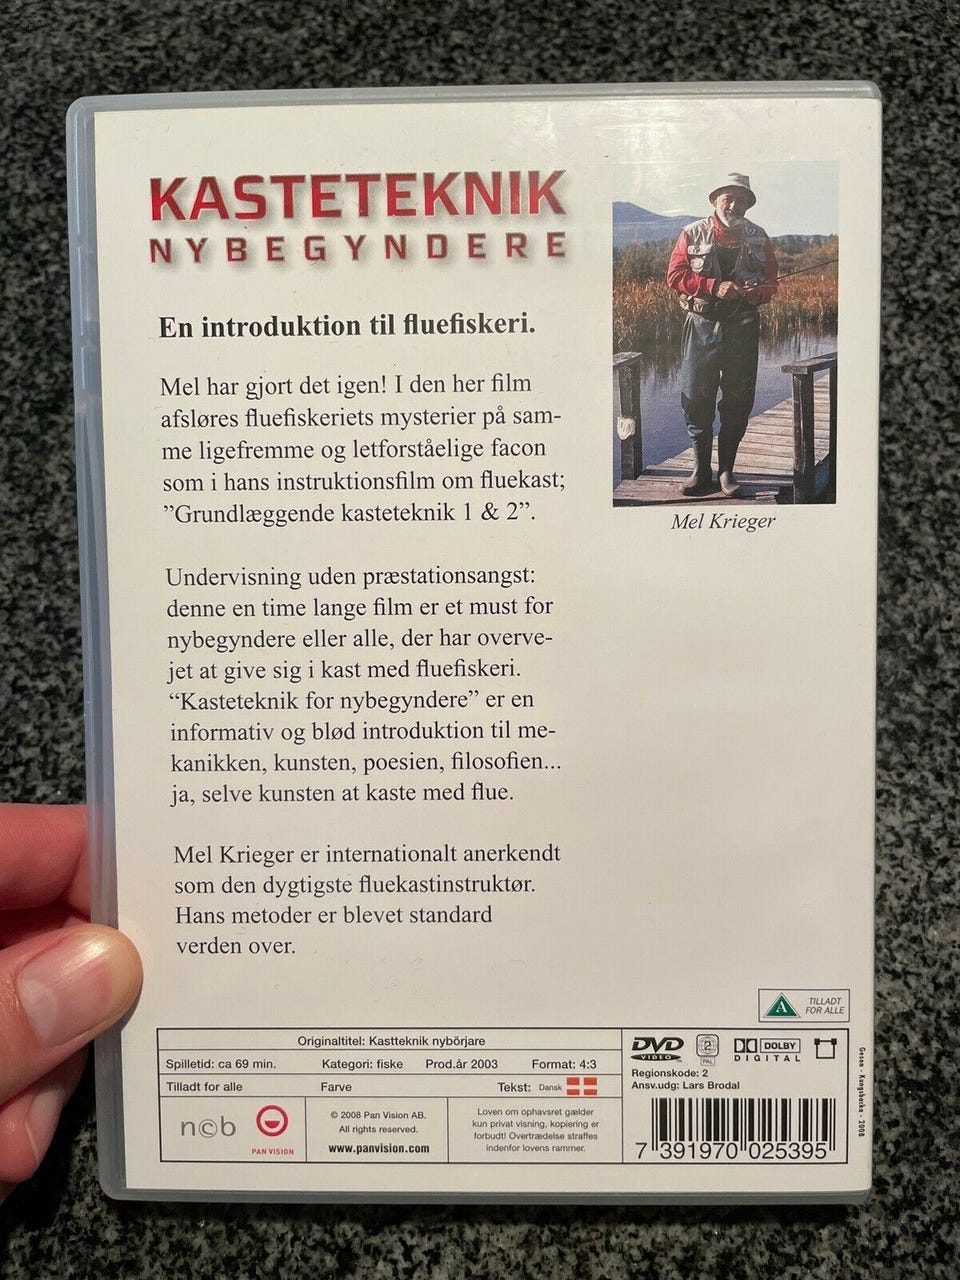 KASTETEKNIK
NYBEGYNDERE
En introduktion til fluefiskeri.
Mel har gjort det igen! I den her film
afsløres fluefiskeriets mysterier på sam-
me ligefremme og letforståelige facon
som i hans instruktionsfilm om fluekast;
”Grundlæggende kasteteknik 1 & 2”.
Undervisning uden præstationsangst:
denne en time lange film er et must for
nybegyndere eller alle, der har overve-
jet at give sig i kast med fluefiskeri.
“Kasteteknik for nybegyndere” er en
informativ og blød introduktion til me-
kanikken, kunsten, poesien, filosofien...
ja, selve kunsten at kaste med flue.
Mel Krieger er internationalt anerkendt
som den dygtigste fluekastinstruktør.
Hans metoder er blevet standard
verden over.
Mel Krieger
A
TILLADT
FOR ALLE
Originaltitel: Kastteknik nybörjare
Spilletid: ca 69 min. Kategori: fiske Prod.år 2003 Format: 4:3
Tilladt for alle Farve Tekst: Dansk
ncb
PAN VISION
© 2008 Pan Vision AB.
All rights reserved.
www.panvision.com
Loven om ophavsret gælder
kun privat visning, kopiering er
forbudt! Overtrædelse straffes
indenfor lovens rammer.
DVD
VIDEO
2
PAL
DOLBY
DIGITAL
Regionskode: 2
Ansv.udg: Lars Brodal
7 391970 025395
Geson - Kungsbacka - 2008